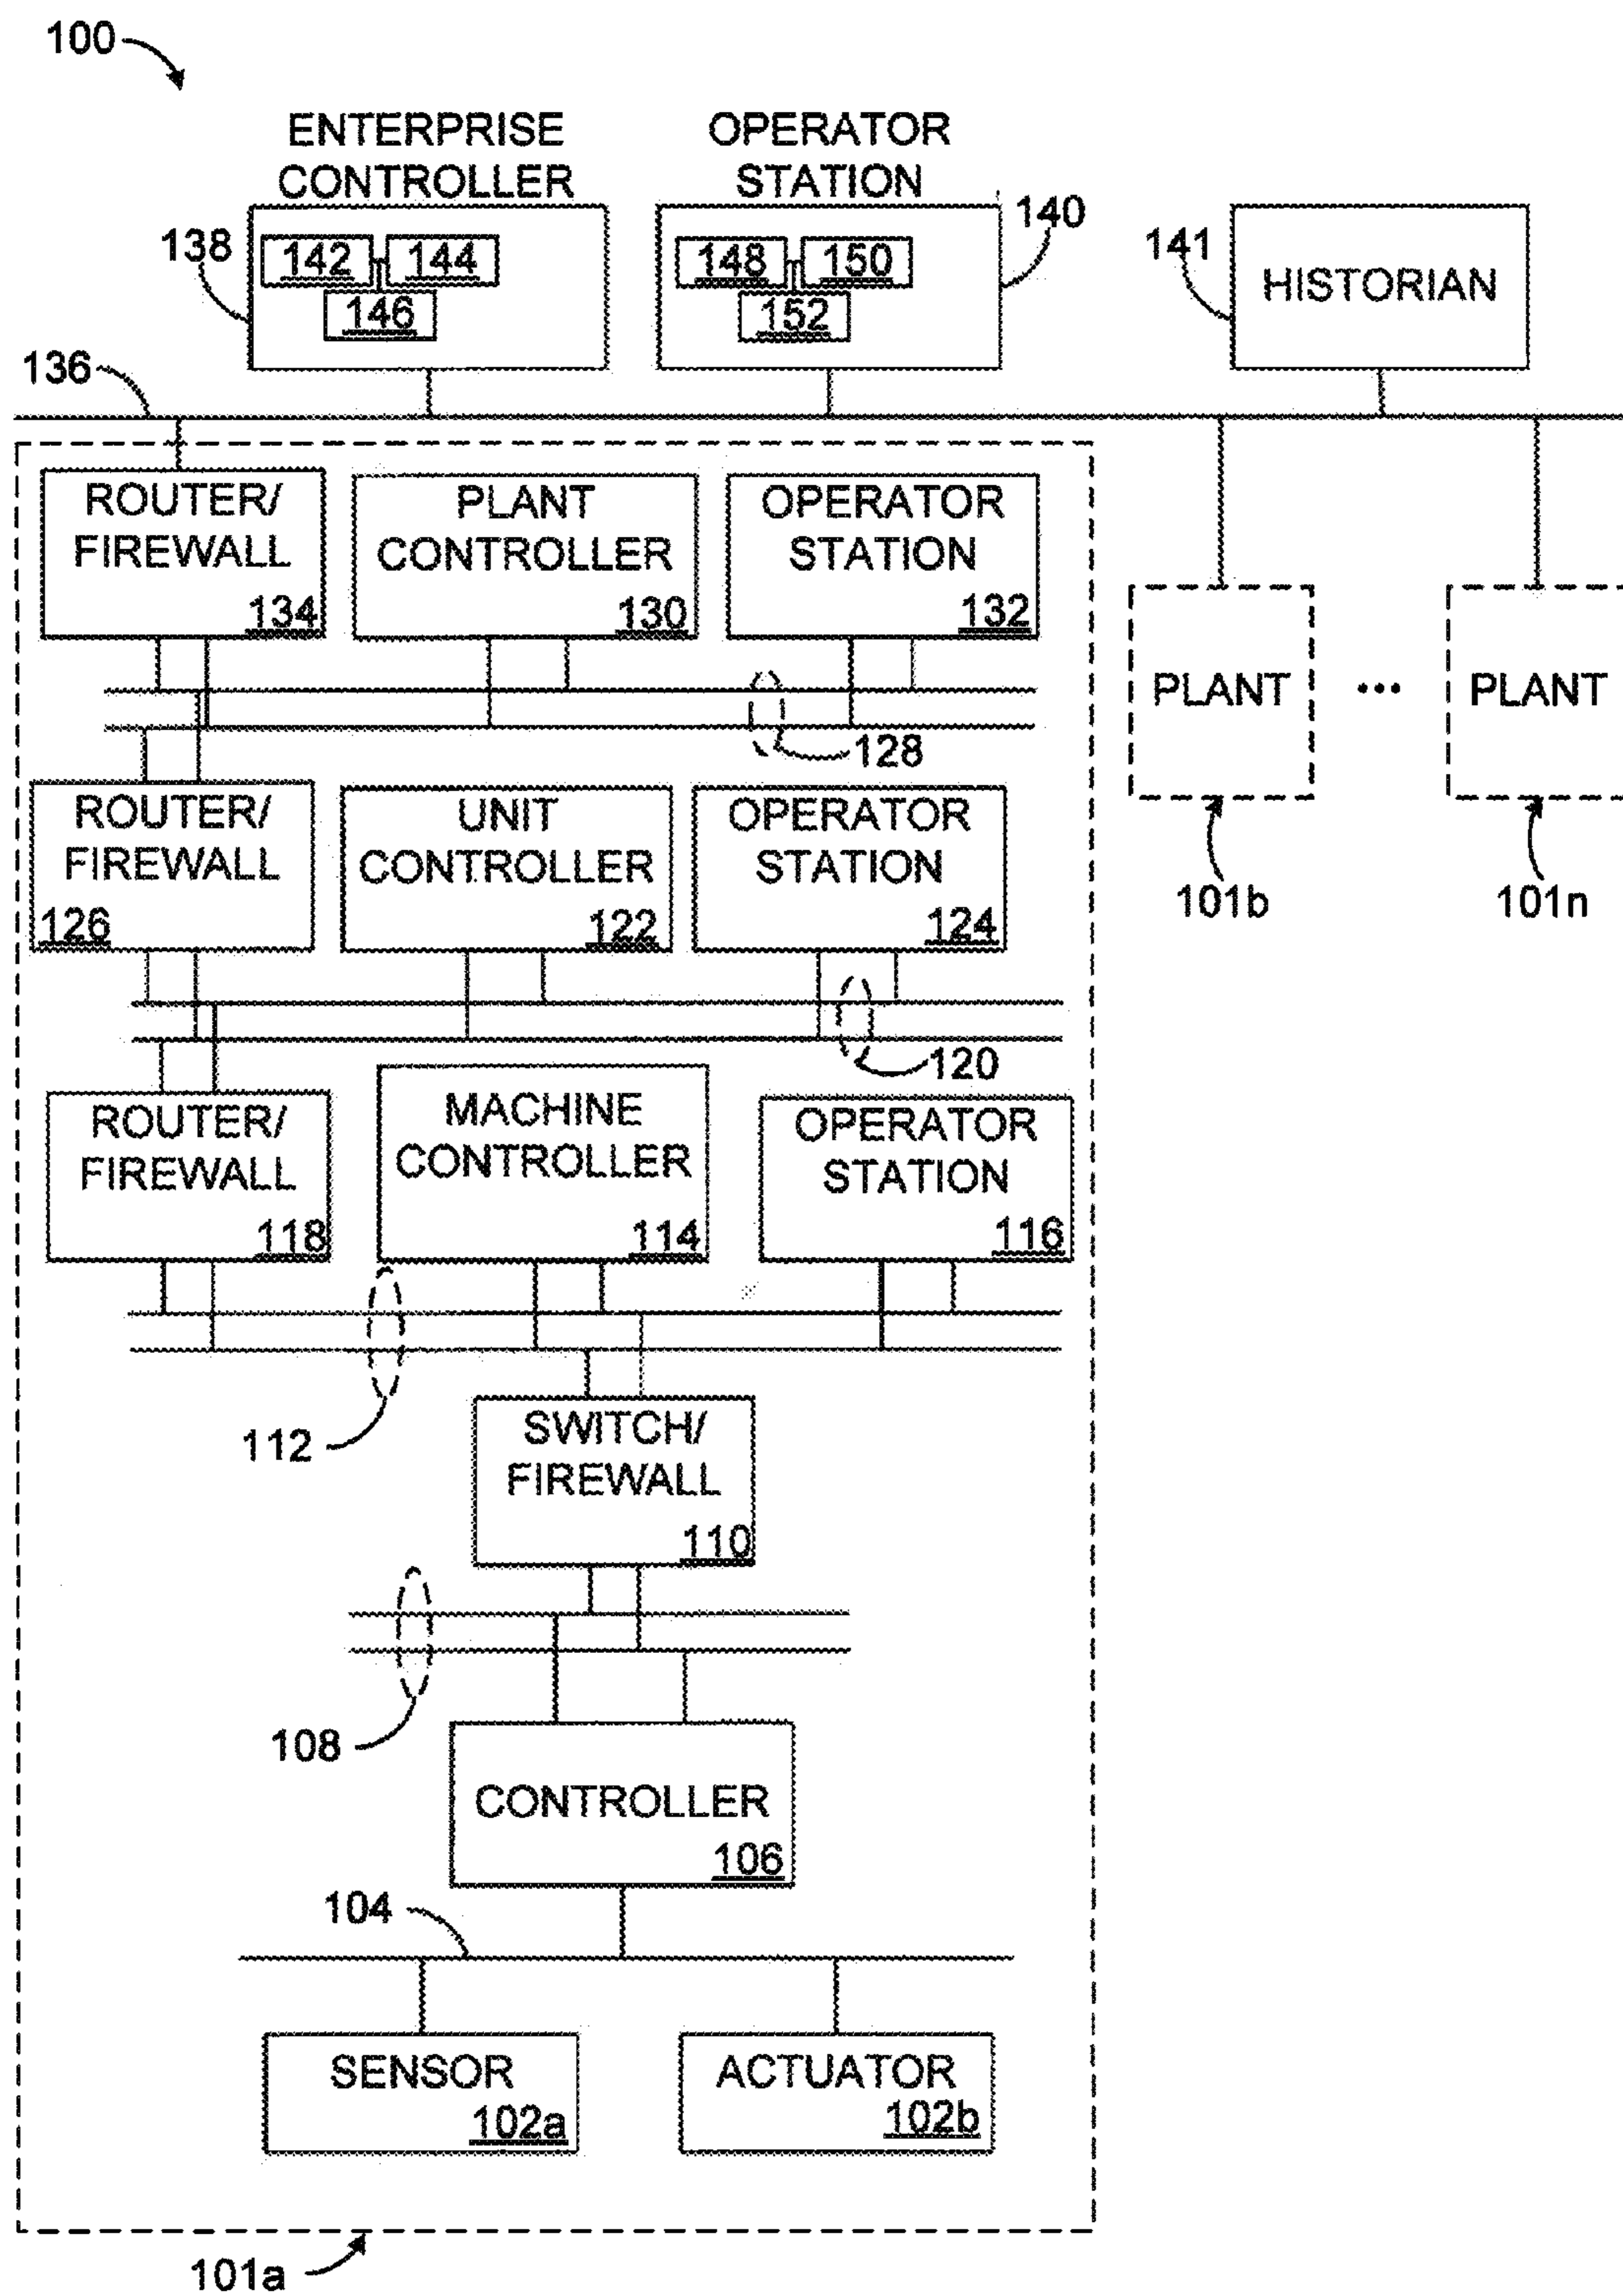 100
ENTERPRISE
CONTROLLER
OPERATOR
STATION
138
142
144
146
148
150
152
140
141
HISTORIAN
136
ROUTER/
FIREWALL
134
PLANT
CONTROLLER
130
OPERATOR
STATION
132
128
PLANT
•••
PLANT
101b
101n
ROUTER/
FIREWALL
126
UNIT
CONTROLLER
122
OPERATOR
STATION
124
120
ROUTER/
FIREWALL
118
MACHINE
CONTROLLER
114
OPERATOR
STATION
116
112
SWITCH/
FIREWALL
110
108
CONTROLLER
106
104
SENSOR
102a
ACTUATOR
102b
101a